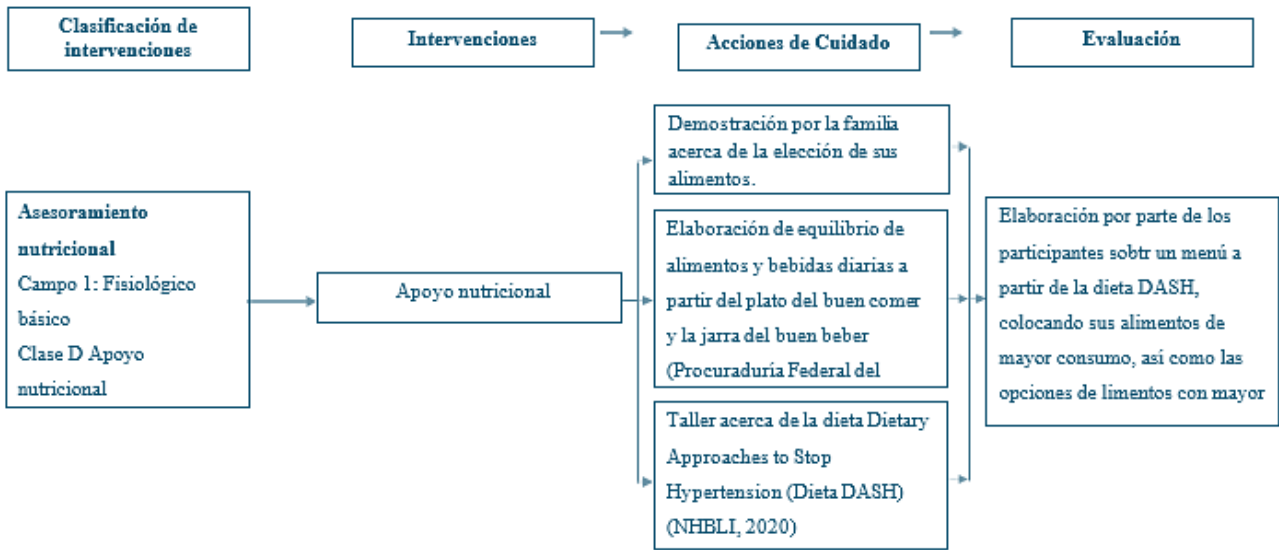 Clasificación de
intervenciones
Intervenciones
Acciones de Cuidado
Evaluación
Asesoramiento
nutricional
Campo 1: Fisiológico
básico
Clase D Apoyo
nutricional
Apoyo nutricional
Demostración por la familia
acerca de la elección de sus
alimentos.
Elaboración de equilibrio de
alimentos y bebidas diarias a
partir del plato del buen comer
y la jarra del buen beber
(Procuraduría Federal del
Taller acerca de la dieta Dietary
Approaches to Stop
Hypertension (Dieta DASH)
(NHBLI, 2020)
Elaboración por parte de los
participantes sobtr un menú a
partir de la dieta DASH,
colocando sus alimentos de
mayor consumo, así como las
opciones de limentos con mayor